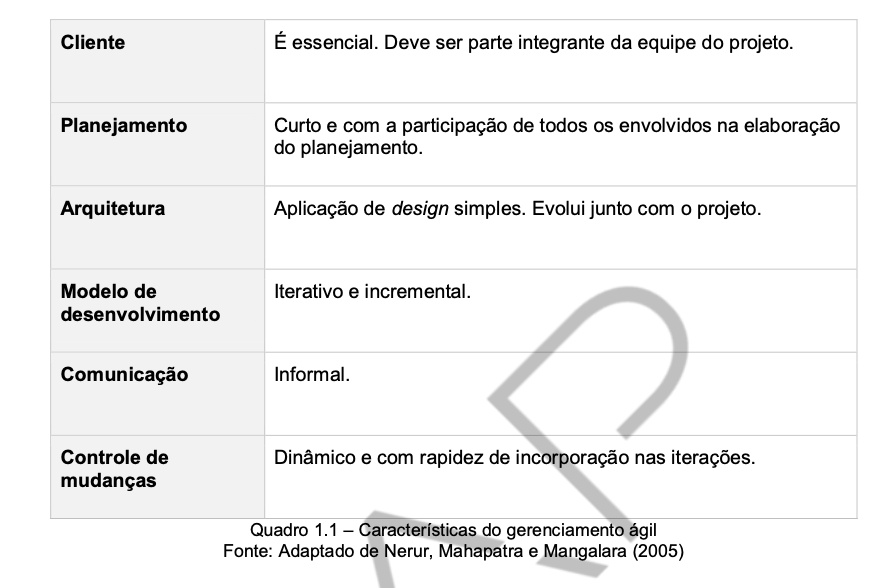 Cliente
É essencial. Deve ser parte integrante da equipe do projeto.
Planejamento
Curto e com a participação de todos os envolvidos na elaboração
do planejamento.
Arquitetura
Aplicação de design simples. Evolui junto com o projeto.
Modelo de
desenvolvimento
Iterativo e incremental.
Comunicação
Informal.
Controle de
mudanças
Dinâmico e com rapidez de incorporação nas iterações.
Quadro 1.1 – Características do gerenciamento ágil
Fonte: Adaptado de Nerur, Mahapatra e Mangalara (2005)